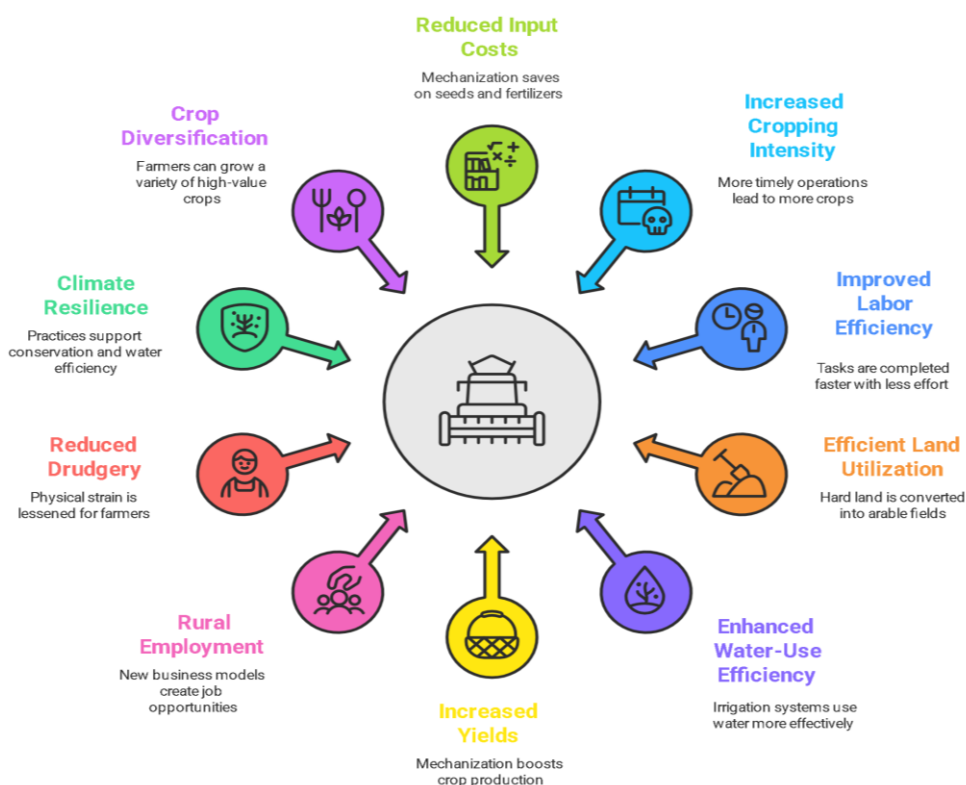 Reduced Input
Costs
Mechanization saves
on seeds and fertilizers
Increased
Cropping
Intensity
More timely operations
lead to more crops
Improved
Labor
Efficiency
Tasks are completed
faster with less effort
Efficient Land
Utilization
Hard land is converted
into arable fields
Enhanced
Water-Use
Efficiency
Irrigation systems use
water more effectively
Increased
Yields
Mechanization boosts
crop production
Rural
Employment
New business models
create job
opportunities
Reduced
Drudgery
Physical strain is
lessened for farmers
Climate
Resilience
Practices support
conservation and water
efficiency
Crop
Diversification
Farmers can grow a
variety of high-value
crops